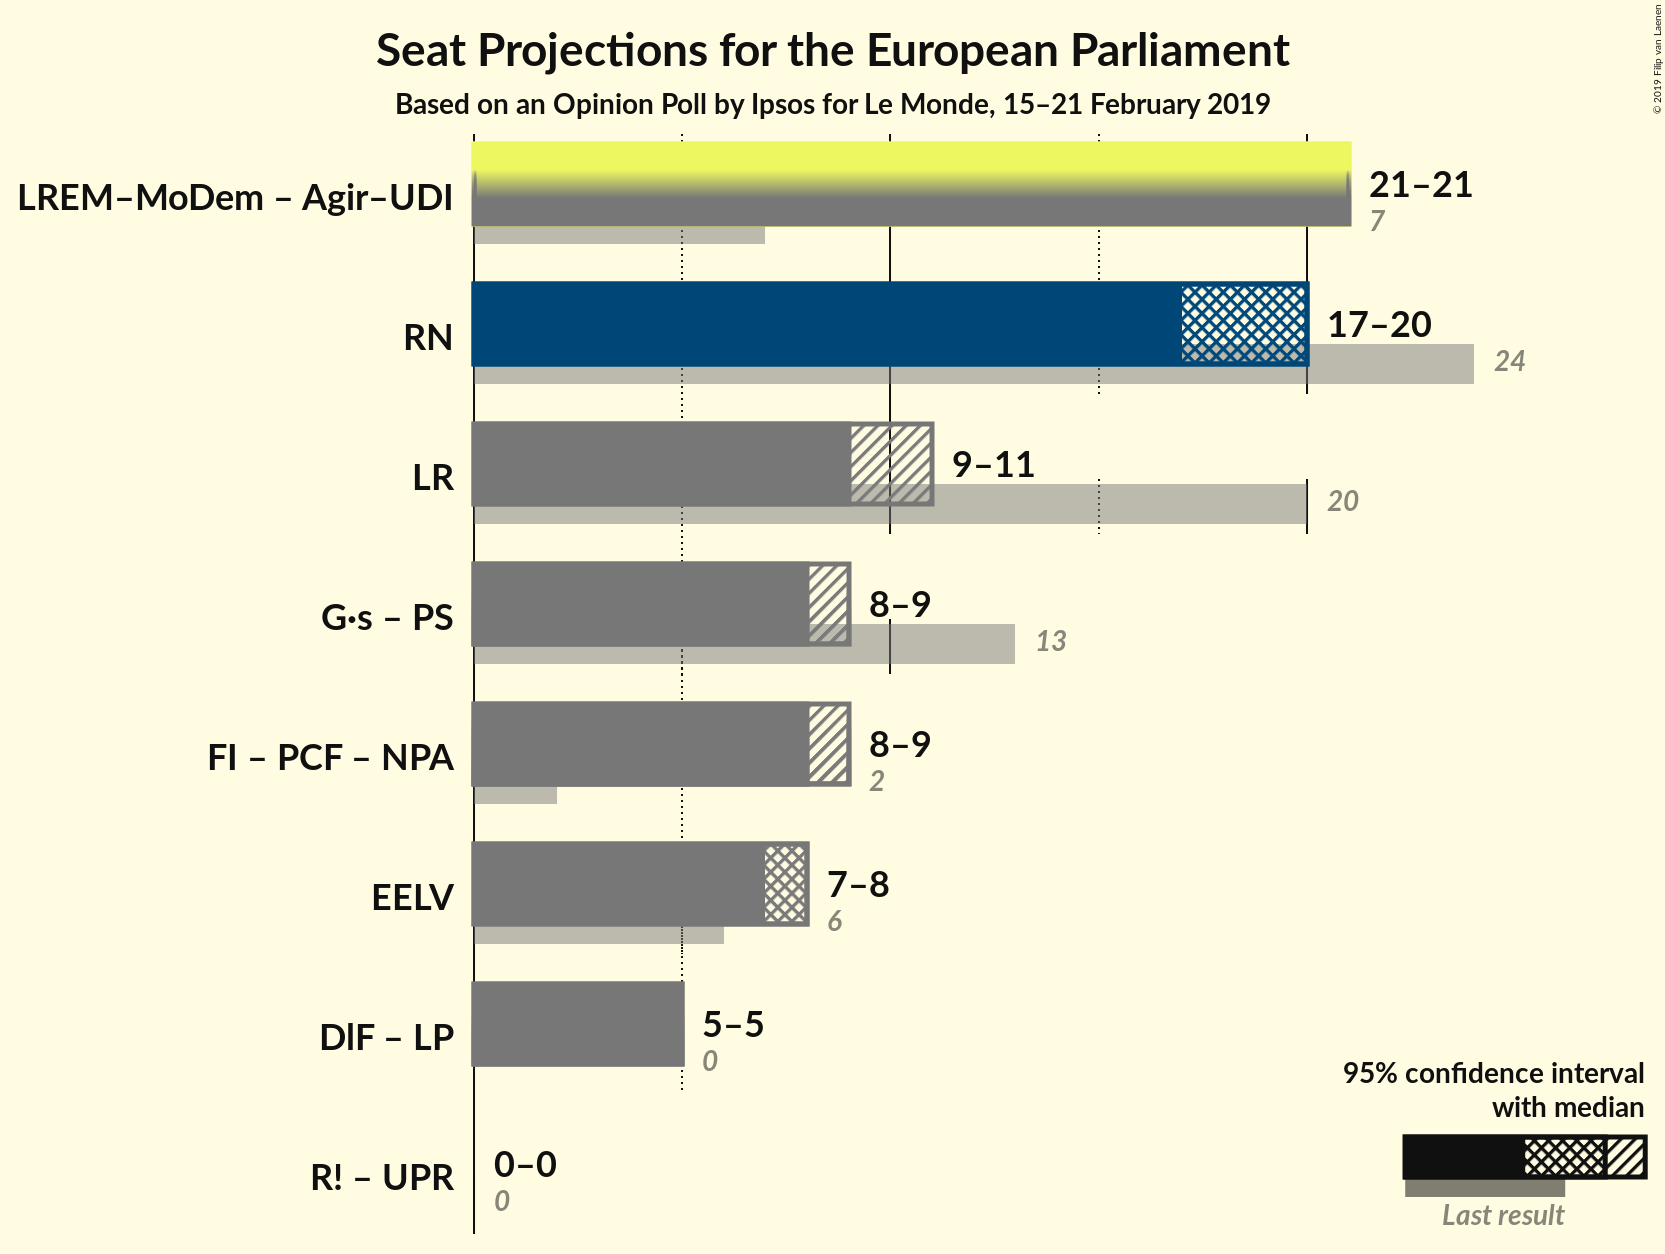 Seat Projections for the European Parliament
Based on an Opinion Poll by Ipsos for Le Monde, 15–21 February 2019
© 2019 Filip van Laenen
LREM–MoDem – Agir–UDI
21–21
7
RN
17–20
24
LR
9–11
20
G·s – PS
8–9
13
FI – PCF – NPA
8–9
2
EELV
7–8
6
DlF – LP
5–5
0
R! – UPR
0–0
0
95% confidence interval
with median
Last result